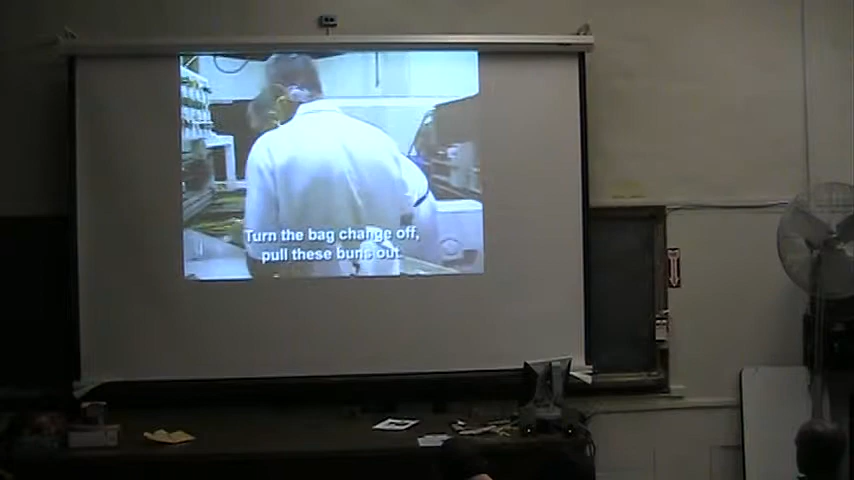 Turn the bag change off,
pull these buns out